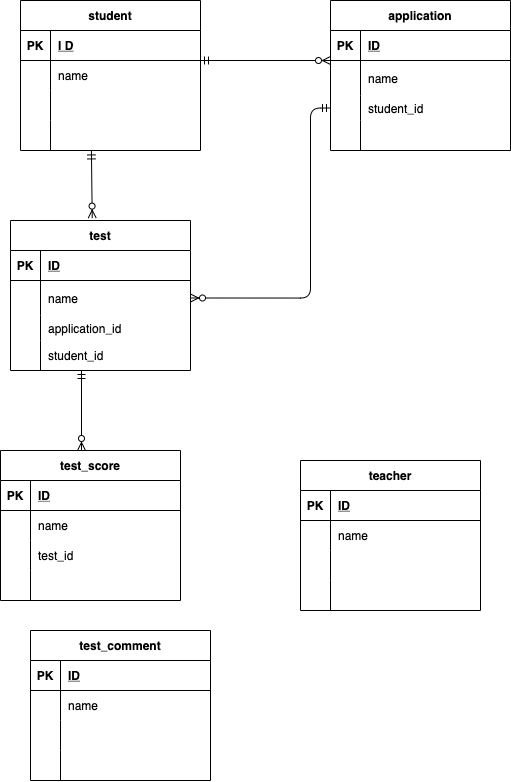 student
PK I D
name
application
PK ID
name
student_id
test
PK ID
name
application_id
student_id
test_score
PK ID
name
test_id
teacher
PK ID
name
test_comment
PK ID
name